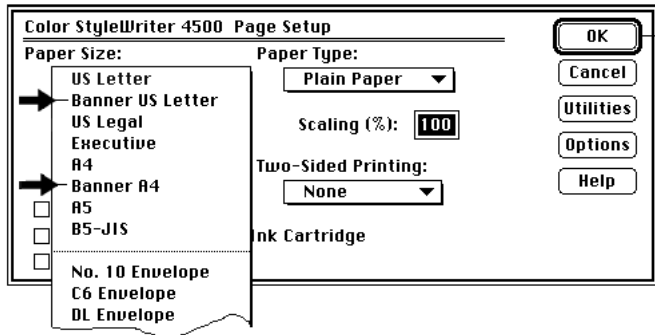 Color StyleWriter 4500 Page Setup
Paper Size:
US Letter
Banner US Letter
US Legal
Executive
A4
Banner A4
A5
B5-JIS
No. 10 Envelope
C6 Envelope
DL Envelope
Paper Type:
Plain Paper
Scaling (%): 100
Two-Sided Printing:
None
Ink Cartridge
OK
Cancel
Utilities
Options
Help